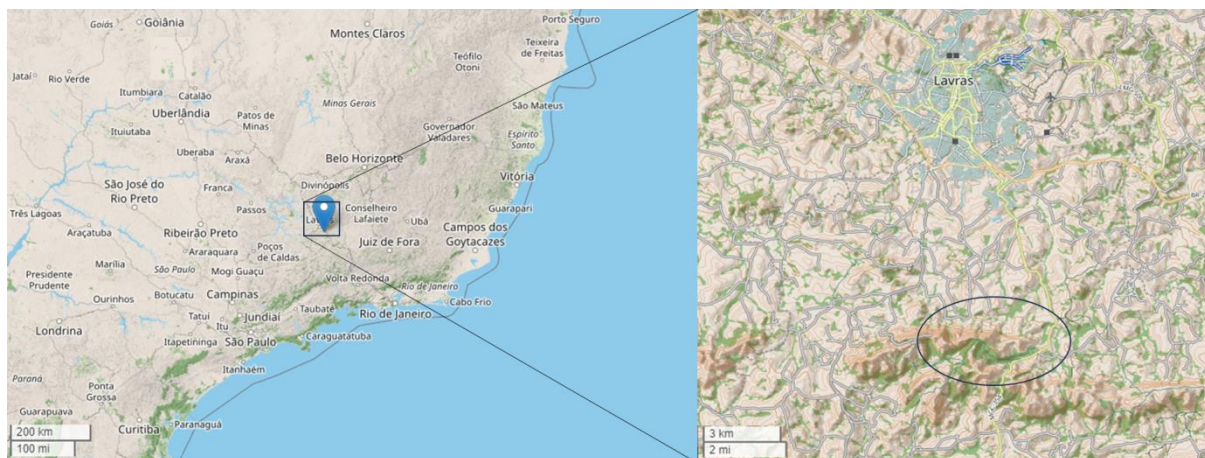 Porto Seguro
Goiás
Goiânia
Montes Claros
Teixeira
de Freitas
Teófilo
Otoni
Jataí
Rio Verde
Itumbiara
Catalão
Minas Gerais
São Mateus
Uberlândia
Patos de
Minas
Ituiutaba
Governador
Valadares
Espírito
Santo
Uberaba
Araxá
Belo Horizonte
Divinópolis
Vitória
São José do
Rio Preto
Franca
Passos
Conselheiro
Lafaiete
Ubá
Guarapari
Três Lagoas
Araçatuba
Ribeirão Preto
Juiz de Fora
Campos dos
Goytacazes
Araraquara
Poços
de Caldas
Presidente
Prudente
Marília
São Paulo
Mogi Guaçu
Volta Redonda
Rio de Janeiro
Ourinhos
Botucatu
Campinas
Cabo Frio
Londrina
Tatuí
Jundiaí
Taubaté
Rio de Janeiro
Itu
Itapetininga
São Paulo
Caraguatatuba
Itanhaém
Paraná
Ponta
Grossa
Guarapuava
Curitiba
Paranaguá
200 km
100 mi
Lavras
3 km
2 mi